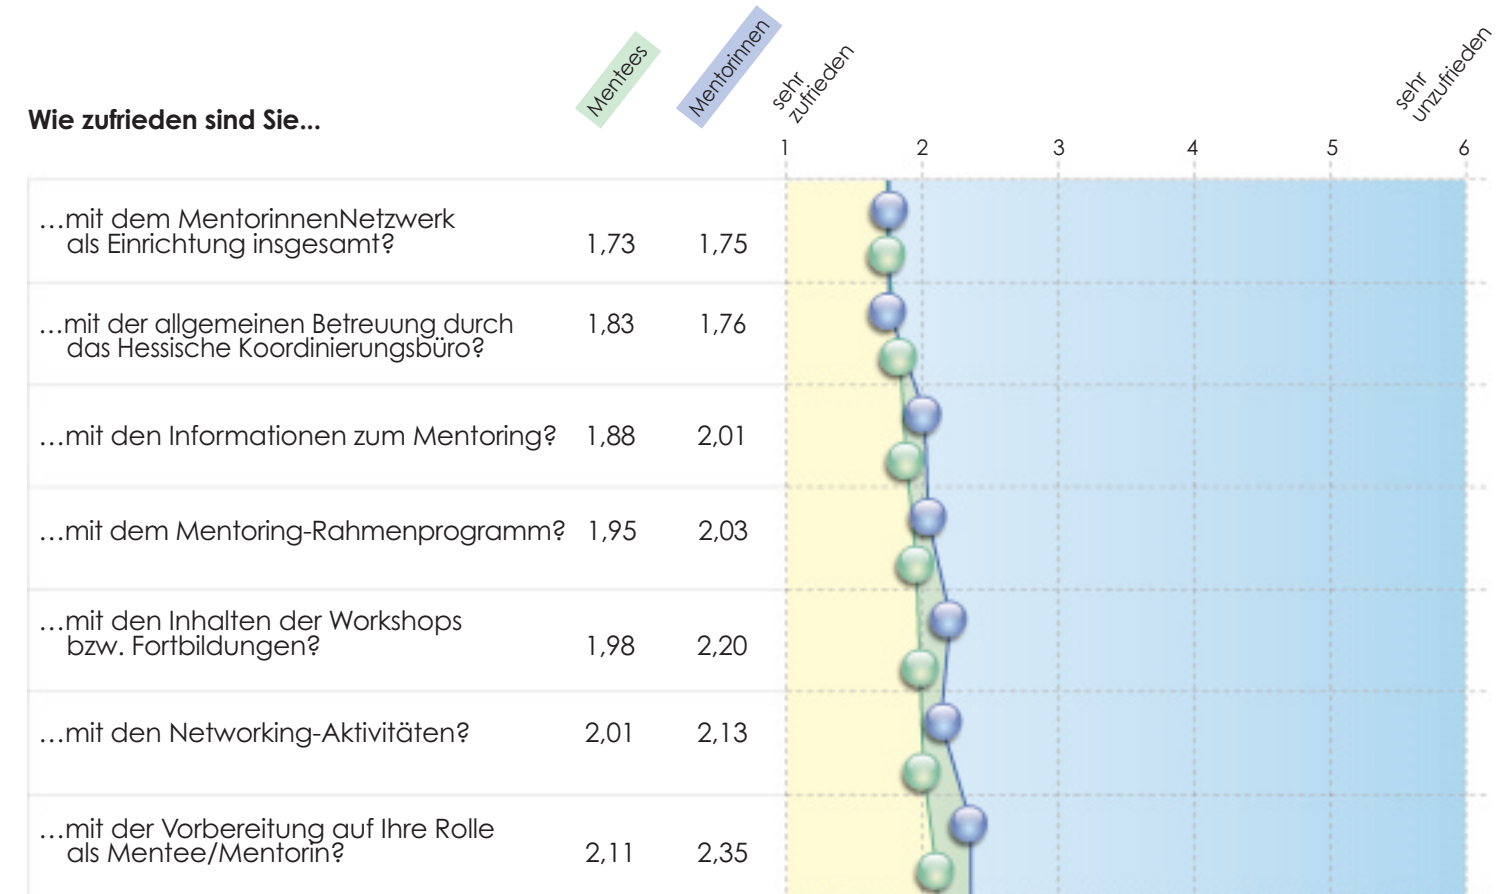 Mentees
Mentorinnen
sehr
zufrieden
sehr
unzufrieden
Wie zufrieden sind Sie...
1 2 3 4 5 6
...mit dem MentorinnenNetzwerk
als Einrichtung insgesamt? 1,73 1,75
...mit der allgemeinen Betreuung durch 1,83 1,76
das Hessische Koordinierungsbüro?
...mit den Informationen zum Mentoring? 1,88 2,01
...mit dem Mentoring-Rahmenprogramm? 1,95 2,03
...mit den Inhalten der Workshops
bzw. Fortbildungen? 1,98 2,20
...mit den Networking-Aktivitäten? 2,01 2,13
...mit der Vorbereitung auf Ihre Rolle
als Mentee/Mentorin? 2,11 2,35